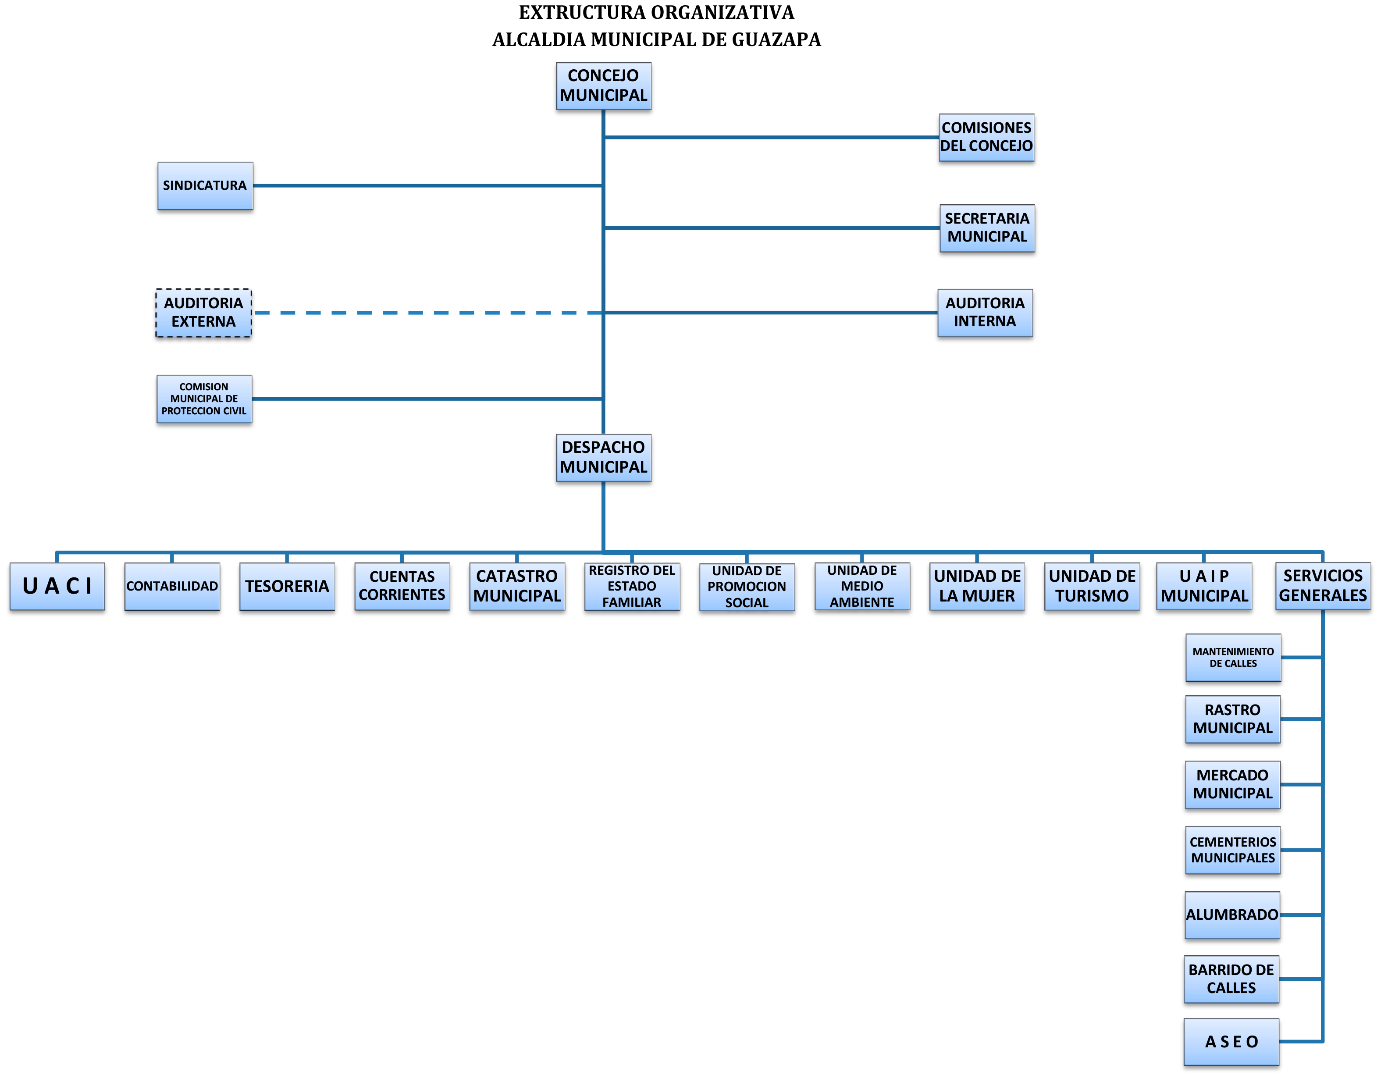 EXTRUCTURA ORGANIZATIVA
ALCALDIA MUNICIPAL DE GUAZAPA
CONCEJO
MUNICIPAL
COMISIONES
DEL CONCEJO
SINDICATURA
SECRETARIA
MUNICIPAL
AUDITORIA
EXTERNA
AUDITORIA
INTERNA
COMISION
MUNICIPAL DE
PROTECCION CIVIL
DESPACHO
MUNICIPAL
U A C I
CONTABILIDAD
TESORERIA
CUENTAS
CORRIENTES
CATASTRO
MUNICIPAL
REGISTRO DEL
ESTADO
FAMILIAR
UNIDAD DE
PROMOCION
SOCIAL
UNIDAD DE
MEDIO
AMBIENTE
UNIDAD DE
LA MUJER
UNIDAD DE
TURISMO
U A I P
MUNICIPAL
SERVICIOS
GENERALES
MANTENIMIENTO
DE CALLES
RASTRO
MUNICIPAL
MERCADO
MUNICIPAL
CEMENTERIOS
MUNICIPALES
ALUMBRADO
BARRIDO DE
CALLES
A S E O